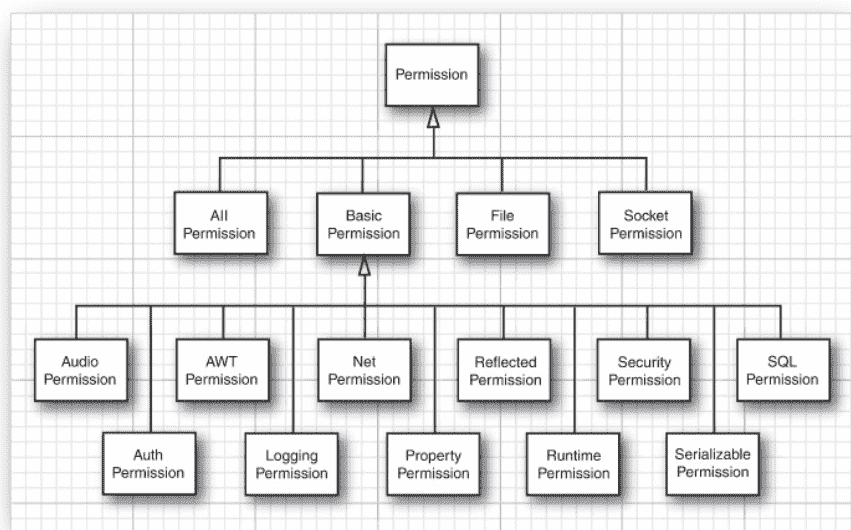 Permission
All
Permission
Basic
Permission
File
Permission
Socket
Permission
Audio
Permission
AWT
Permission
Net
Permission
Reflected
Permission
Security
Permission
SQL
Permission
Auth
Permission
Logging
Permission
Property
Permission
Runtime
Permission
Serializable
Permission